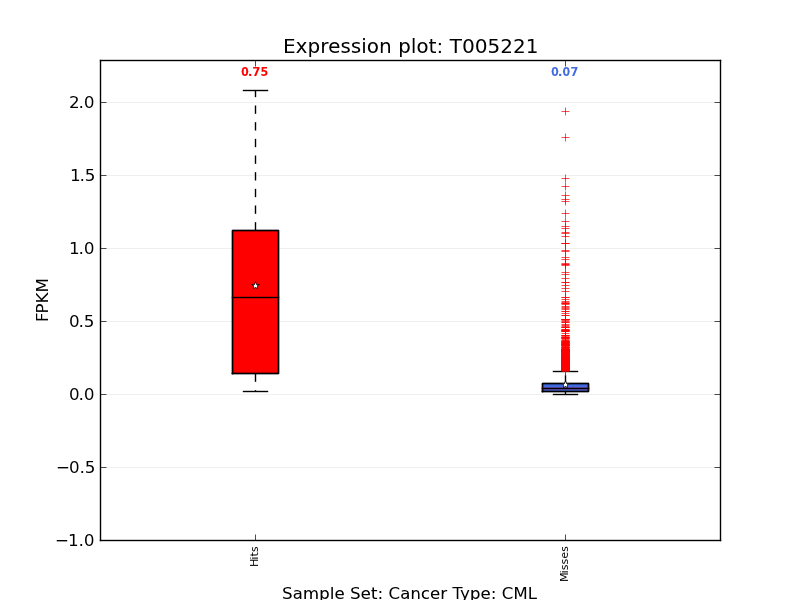 Expression plot: T005221
0.75
0.07
2.0
1.5
1.0
0.5
0.0
−0.5
−1.0
FPKM
Hits
Misses
Sample Set: Cancer Type: CML